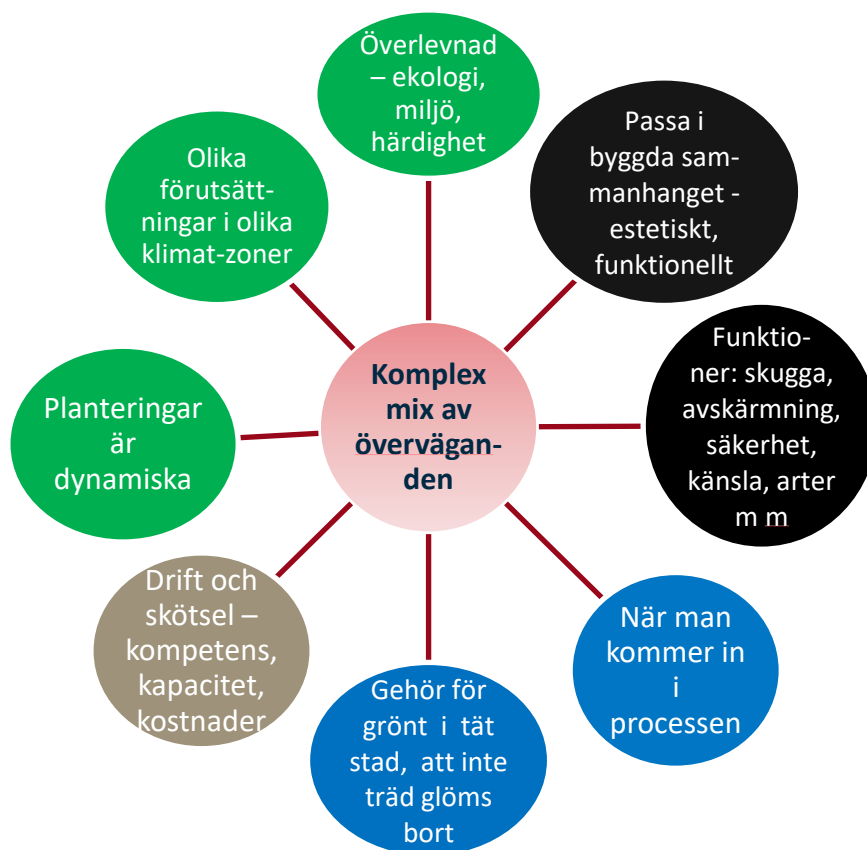 Överlevnad
– ekologi,
miljö,
härdighet
Passa i
byggda sam-
manhanget -
estetiskt,
funktionellt
Funktio-
ner: skugga,
avskärmning,
säkerhet,
känsla, arter
m m
När man
kommer in
i
processen
Gehör för
grönt i tät
stad, att inte
träd glöms
bort
Drift och
skötsel –
kompetens,
kapacitet,
kostnader
Planteringar
är
dynamiska
Olika
förutsätt-
ningar i olika
klimat-zoner
Komplex
mix av
övervägan-
den